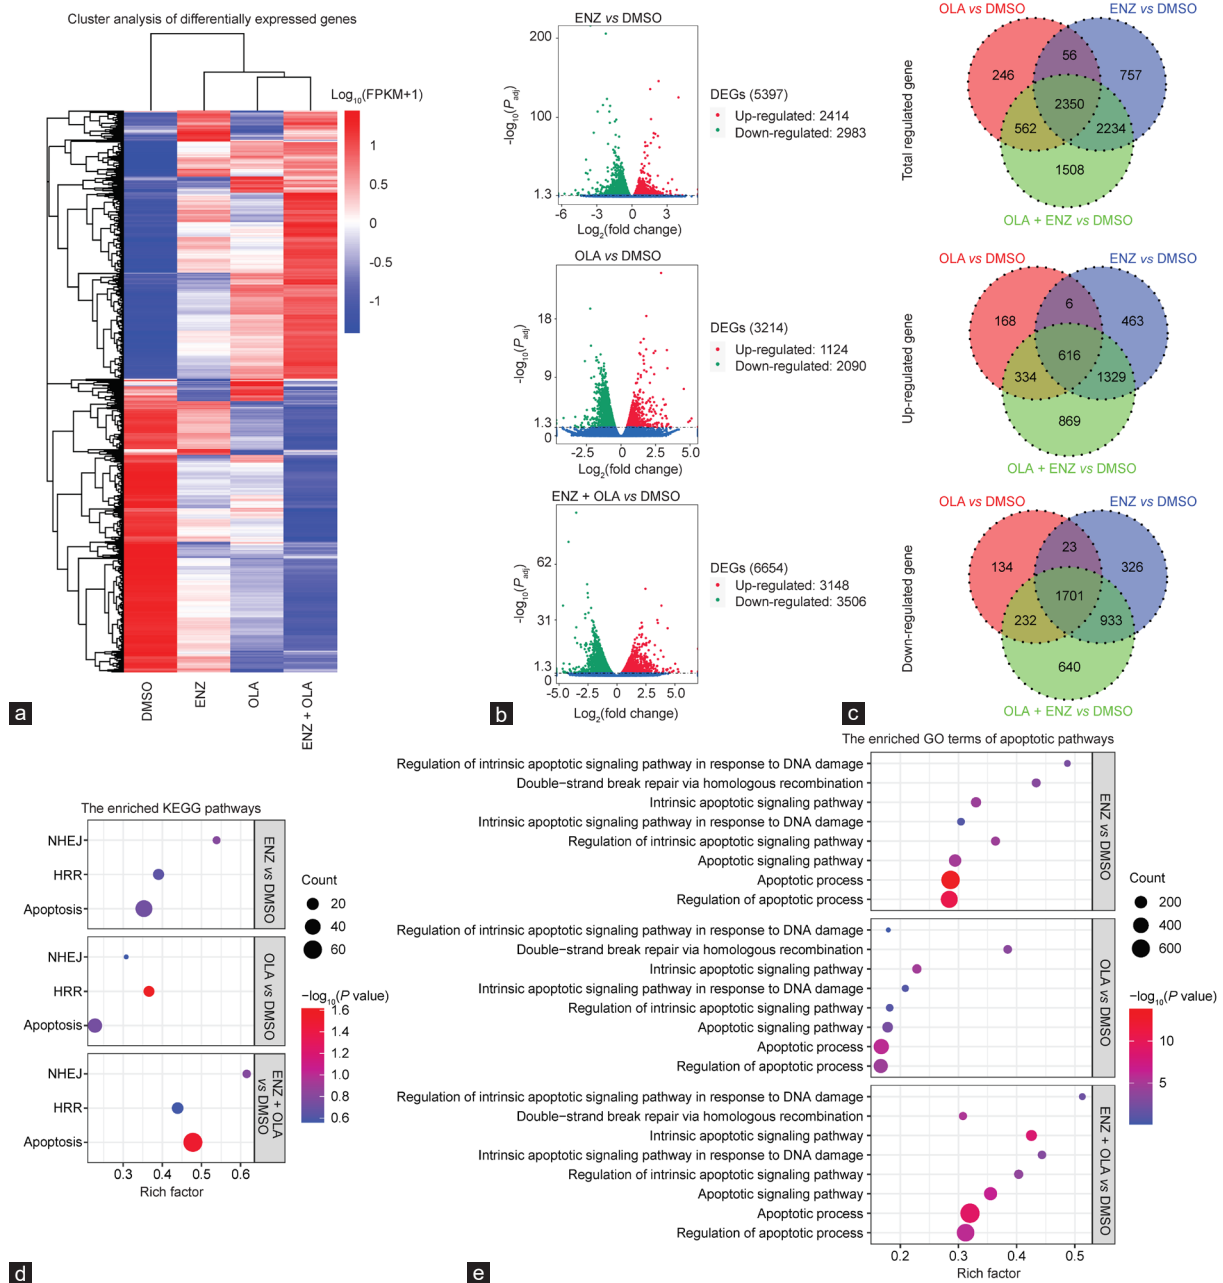 Cluster analysis of differentially expressed genes
Log10(FPKM+1)
1
0.5
0
-0.5
-1
DMSO
ENZ
OLA
ENZ + OLA
a
ENZ vs DMSO
-log10(Padj)
200
100
1.3
-6
-3
0
3
Log2(fold change)
DEGs (5397)
Up-regulated: 2414
Down-regulated: 2983
OLA vs DMSO
-log10(Padj)
18
9
1.3
0
-2.5
0
2.5
5.0
Log2(fold change)
DEGs (3214)
Up-regulated: 1124
Down-regulated: 2090
ENZ + OLA vs DMSO
-log10(Padj)
62
31
1.3
0
-5.0
-2.5
0
2.5
5.0
Log2(fold change)
DEGs (6654)
Up-regulated: 3148
Down-regulated: 3506
b
OLA vs DMSO
ENZ vs DMSO
Total regulated gene
246
56
757
2350
562
2234
1508
OLA + ENZ vs DMSO
OLA vs DMSO
ENZ vs DMSO
Up-regulated gene
168
6
463
616
334
1329
869
OLA + ENZ vs DMSO
OLA vs DMSO
ENZ vs DMSO
Down-regulated gene
134
23
326
1701
232
933
640
OLA + ENZ vs DMSO
c
The enriched KEGG pathways
NHEJ
HRR
Apoptosis
ENZ vs DMSO
NHEJ
HRR
Apoptosis
OLA vs DMSO
NHEJ
HRR
Apoptosis
ENZ + OLA
vs DMSO
0.3
0.4
0.5
0.6
Rich factor
Count
20
40
60
−log10(P value)
1.6
1.4
1.2
1.0
0.8
0.6
d
The enriched GO terms of apoptotic pathways
Regulation of intrinsic apoptotic signaling pathway in response to DNA damage
Double−strand break repair via homologous recombination
Intrinsic apoptotic signaling pathway
Intrinsic apoptotic signaling pathway in response to DNA damage
Regulation of intrinsic apoptotic signaling pathway
Apoptotic signaling pathway
Apoptotic process
Regulation of apoptotic process
ENZ vs DMSO
Regulation of intrinsic apoptotic signaling pathway in response to DNA damage
Double−strand break repair via homologous recombination
Intrinsic apoptotic signaling pathway
Intrinsic apoptotic signaling pathway in response to DNA damage
Regulation of intrinsic apoptotic signaling pathway
Apoptotic signaling pathway
Apoptotic process
Regulation of apoptotic process
OLA vs DMSO
Regulation of intrinsic apoptotic signaling pathway in response to DNA damage
Double−strand break repair via homologous recombination
Intrinsic apoptotic signaling pathway
Intrinsic apoptotic signaling pathway in response to DNA damage
Regulation of intrinsic apoptotic signaling pathway
Apoptotic signaling pathway
Apoptotic process
Regulation of apoptotic process
ENZ + OLA vs DMSO
0.2
0.3
0.4
0.5
Rich factor
Count
200
400
600
−log10(P value)
10
5
e